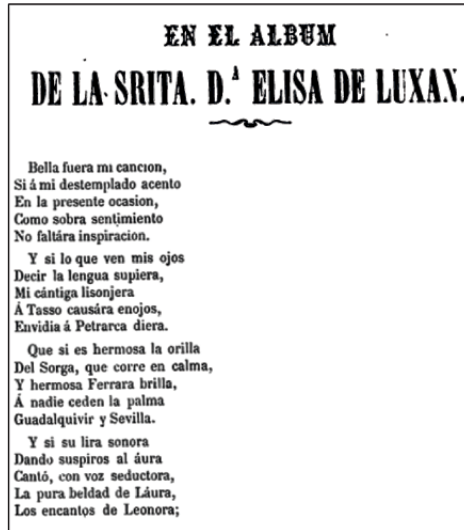 EN EL ALBUM
DE LA SRITA. D.ª ELISA DE LUXAN.
Bella fuera mi cancion,
Si á mi destemplado acento
En la presente ocasion,
Como sobra sentimiento
No faltára inspiracion.
Y si lo que ven mis ojos
Decir la lengua supiera,
Mi cántiga lisonjera
Á Tasso causára enojos,
Envidia á Petrarca diera.
Que si es hermosa la orilla
Del Sorga, que corre en calma,
Y hermosa Ferrara brilla,
Á nadie ceden la palma
Guadalquivir y Sevilla.
Y si su lira sonora
Dando suspiros al áura
Cantó, con voz seductora,
La pura beldad de Láura,
Los encantos de Leonora;